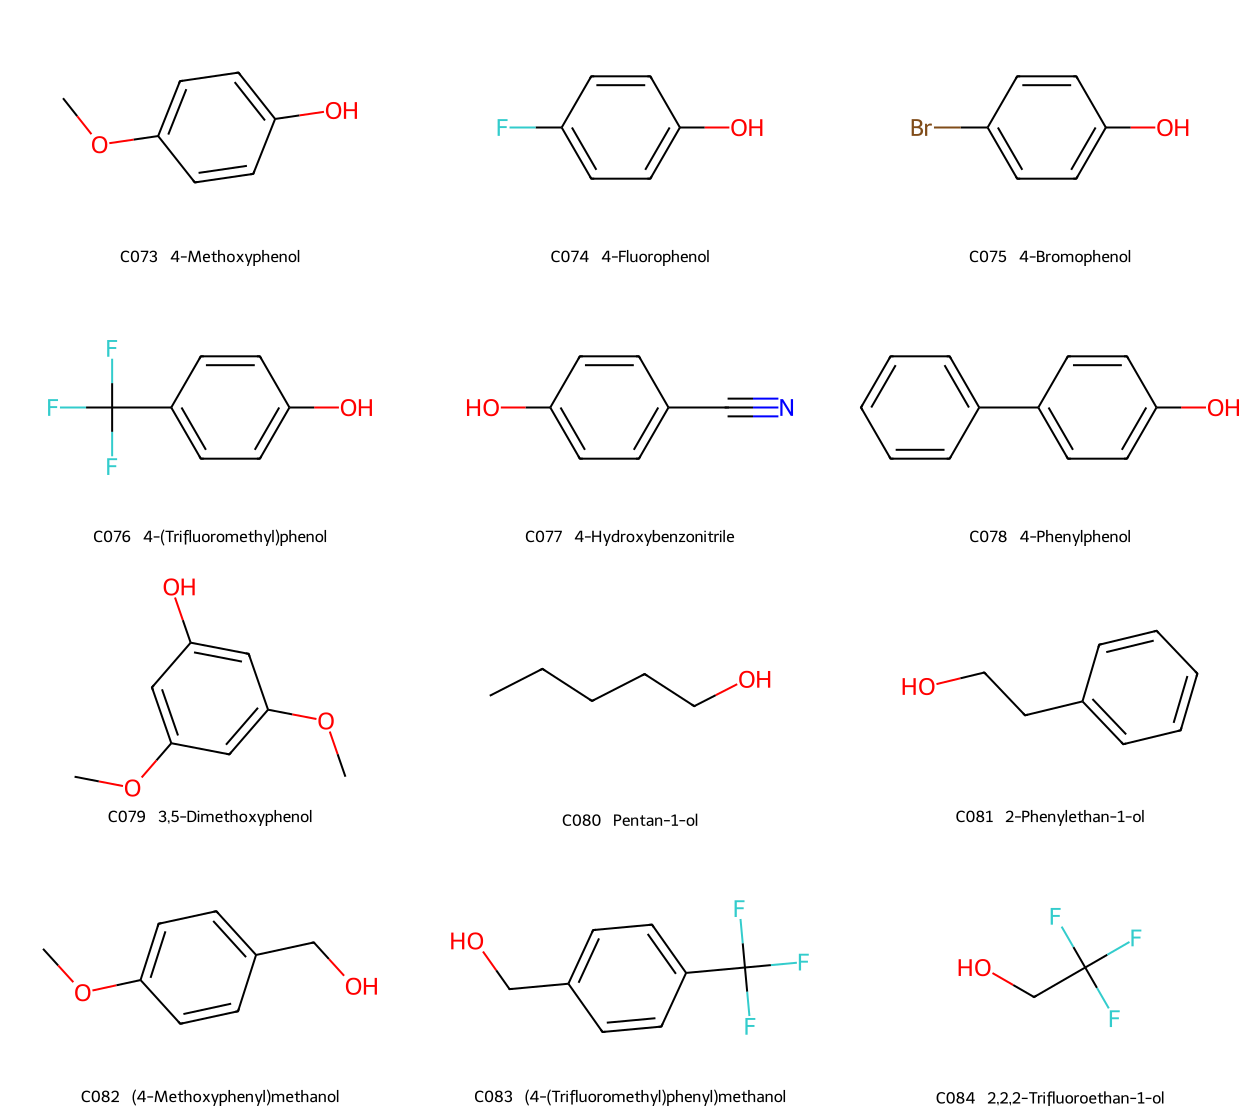 OH
O
C073 4-Methoxyphenol
F
OH
C074 4-Fluorophenol
Br
OH
C075 4-Bromophenol
F
F
OH
F
C076 4-(Trifluoromethyl)phenol
HO
N
C077 4-Hydroxybenzonitrile
OH
C078 4-Phenylphenol
OH
O
O
C079 3,5-Dimethoxyphenol
OH
C080 Pentan-1-ol
HO
C081 2-Phenylethan-1-ol
O
OH
C082 (4-Methoxyphenyl)methanol
HO
F
F
F
C083 (4-(Trifluoromethyl)phenyl)methanol
F
F
HO
F
C084 2,2,2-Trifluoroethan-1-ol